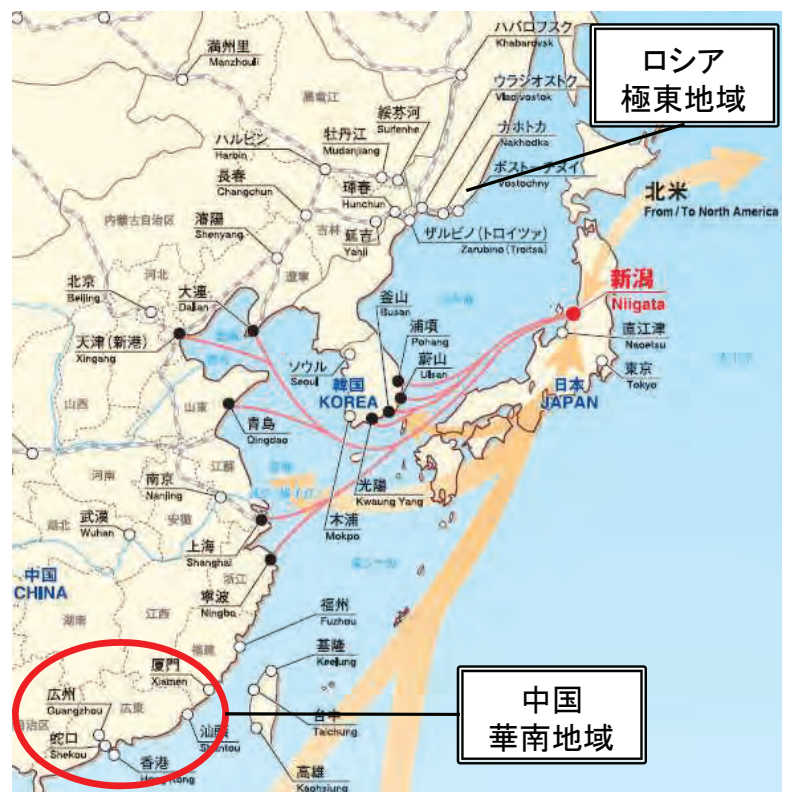 ハバロフスク
Khabarovsk
満州里
Manzhouli
ロシア
極東地域
ウラジオストク
Vladivostok
黒竜江
綏芬河
Suifenhe
ナホトカ
Nakhodka
牡丹江
Mudanjiang
ハルビン
Harbin
ボストーチヌイ
Vostochny
長春
Changchun
琿春
Hunchun
北米
From/To North America
内蒙古自治区
瀋陽
Shenyang
吉林
延吉
Yanji
ザルビノ(トロイツァ)
Zarubino (Troitsa)
河北
遼寧
北京
Beijing
大連
Dalian
釜山
Busan
新潟
Niigata
浦項
Pohang
直江津
Naoetsu
天津(新港)
Xingang
蔚山
Ulsan
ソウル
Seoul
韓国
KOREA
日本
JAPAN
東京
Tokyo
山西
山東
青島
Qingdao
河南
江蘇
光陽
Kwaung Yang
南京
Nanjing
湖北
武漢
Wuhan
安徽
木浦
Mokpo
上海
Shanghai
中国
CHINA
浙江
寧波
Ningbo
湖南
江西
福州
Fuzhou
福建
基隆
Keelung
厦門
Xiamen
広州
Guangzhou
広東
中国
華南地域
台中
Taichung
自治区
蛇口
Shekou
汕頭
Shantou
香港
Hong Kong
高雄
Kaohsiung